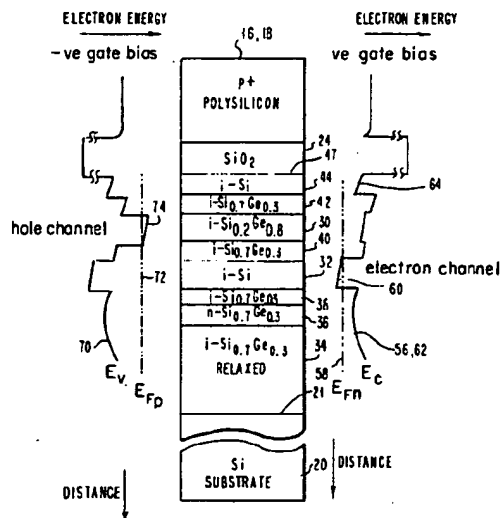 ELECTRON ENERGY
-ve gate bias
16,18
ELECTRON ENERGY
ve gate bias
p+
POLYSILICON
24
SiO2
47
i-Si
44
64
i-Si0.7Ge0.3
42
74
hole channel
i-Si0.2Ge0.8
30
i-Si0.7Ge0.3
40
72
i-Si
32
electron channel
60
i-Si0.7Ge0.3
38
n-Si0.7Ge0.3
36
70
i-Si0.7Ge0.3
34
RELAXED
56,62
Ev
EFp
58
EFn
Ec
21
Si
SUBSTRATE
20
DISTANCE
DISTANCE